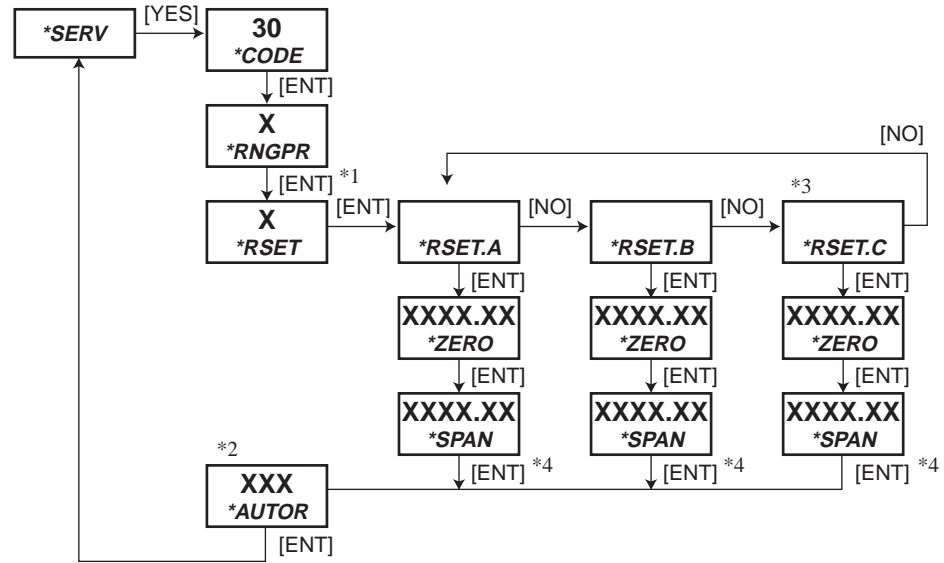 *SERV
[YES]
30
*CODE
[ENT]
X
*RNGPR
[ENT] *1
X
*RSET
[ENT]
*RSET.A
[NO]
*RSET.B
[NO]
*3
*RSET.C
[NO]
[ENT] [ENT] [ENT]
XXXX.XX XXXX.XX XXXX.XX
*ZERO *ZERO *ZERO
[ENT] [ENT] [ENT]
XXXX.XX XXXX.XX XXXX.XX
*SPAN *SPAN *SPAN
[ENT] *4 [ENT] *4 [ENT] *4
*2
XXX
*AUTOR
[ENT]